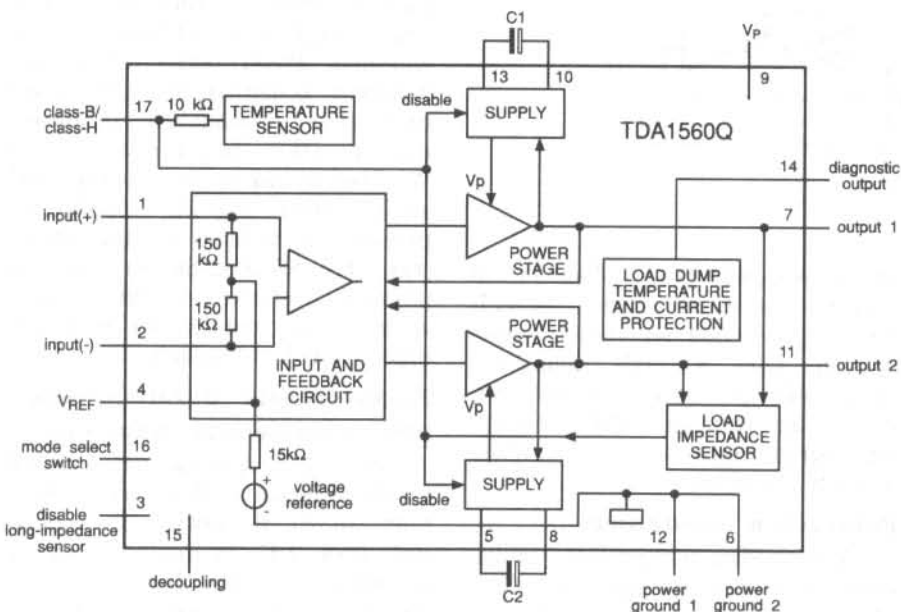 C1
VP
13
10
9
class-B/
class-H
17
10 kΩ
TEMPERATURE
SENSOR
disable
SUPPLY
TDA1560Q
14
diagnostic
output
VP
input(+)
1
7
output 1
150
kΩ
POWER
STAGE
LOAD DUMP
TEMPERATURE
AND CURRENT
PROTECTION
150
kΩ
input(-)
2
POWER
STAGE
11
output 2
INPUT AND
FEEDBACK
CIRCUIT
VREF
4
VP
LOAD
IMPEDANCE
SENSOR
mode select
switch
16
15kΩ
+
voltage
reference
-
disable
SUPPLY
disable
long-impedance
sensor
3
15
decoupling
5
8
C2
12
6
power
ground 1
power
ground 2